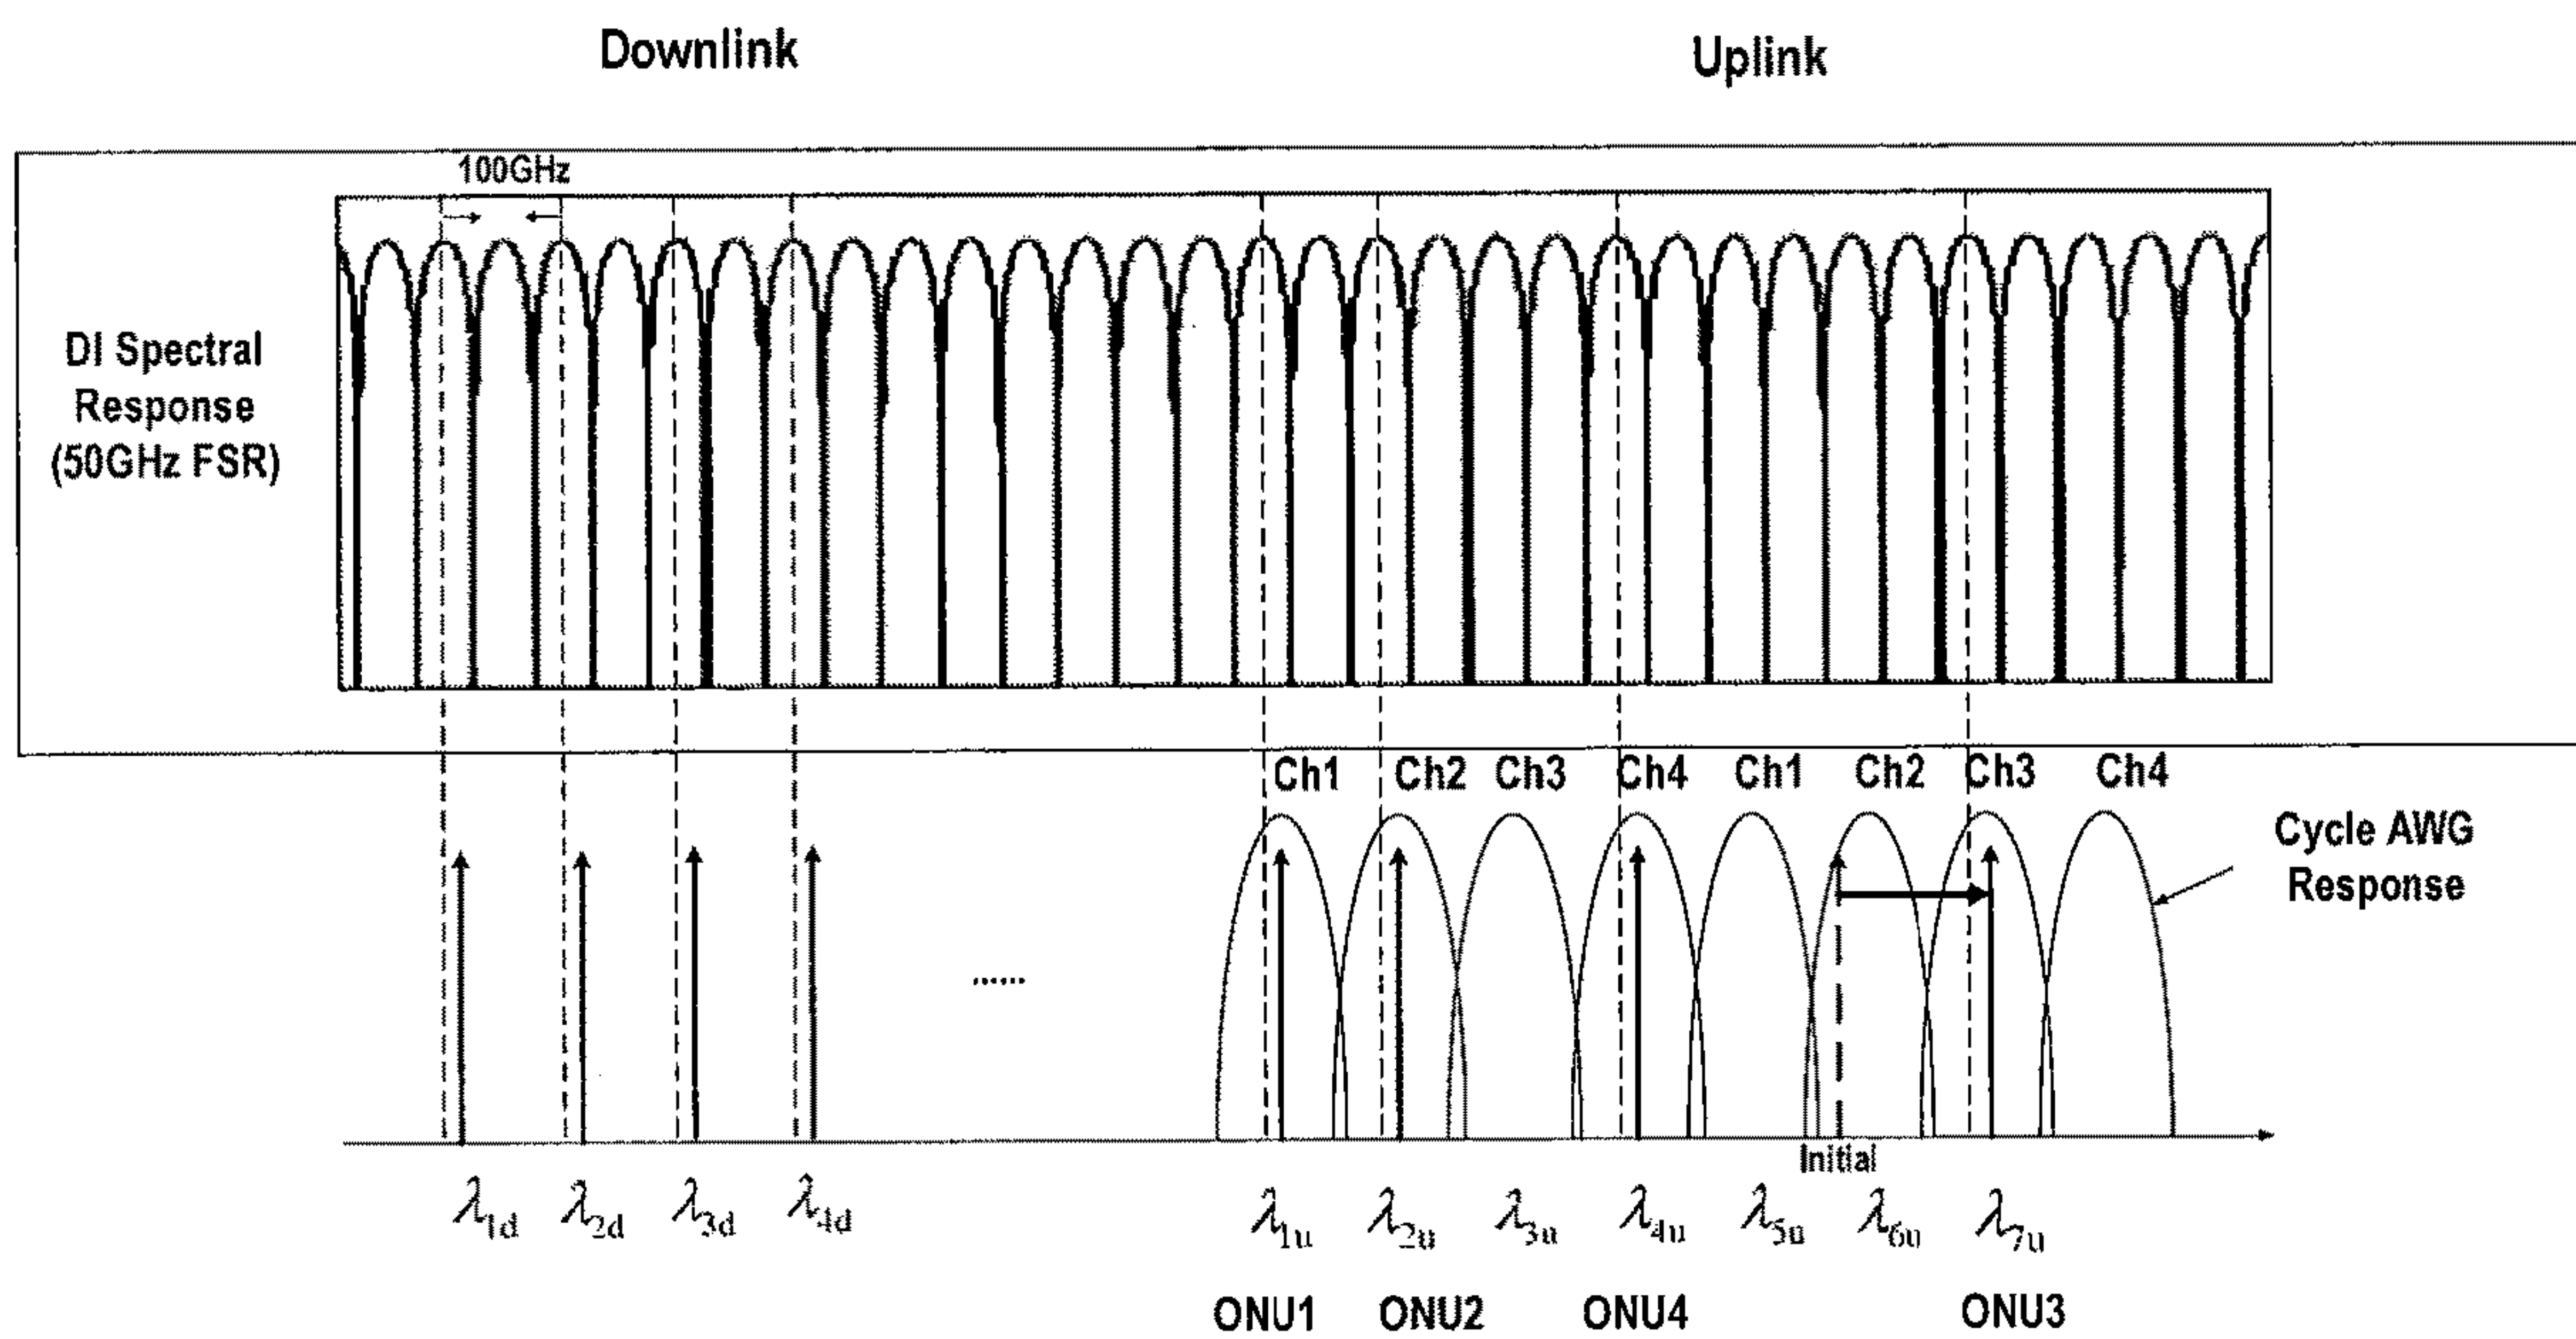 Downlink
Uplink
100GHz
DI Spectral
Response
(50GHz FSR)
Ch1 Ch2 Ch3 Ch4 Ch1 Ch2 Ch3 Ch4
Cycle AWG
Response
......
Initial
λ1d λ2d λ3d λ4d λ1u λ2u λ3u λ4u λ5u λ6u λ7u
ONU1 ONU2 ONU4 ONU3